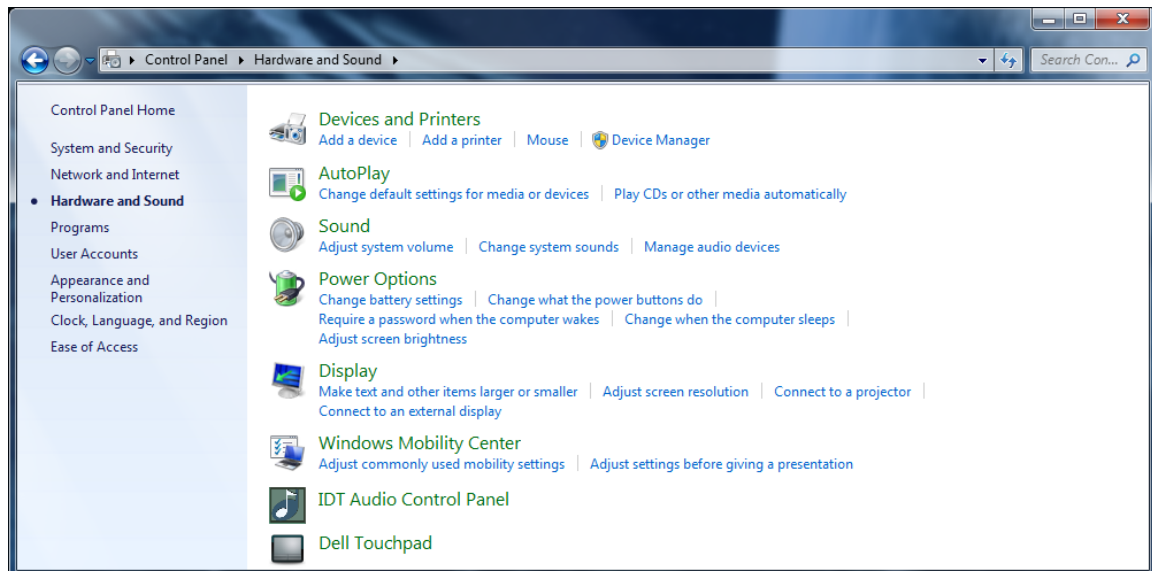 Control Panel Hardware and Sound
Search Con...
Control Panel Home
System and Security
Network and Internet
Hardware and Sound
Programs
User Accounts
Appearance and
Personalization
Clock, Language, and Region
Ease of Access
Devices and Printers
Add a device Add a printer Mouse Device Manager
AutoPlay
Change default settings for media or devices Play CDs or other media automatically
Sound
Adjust system volume Change system sounds Manage audio devices
Power Options
Change battery settings Change what the power buttons do
Require a password when the computer wakes Change when the computer sleeps
Adjust screen brightness
Display
Make text and other items larger or smaller Adjust screen resolution Connect to a projector
Connect to an external display
Windows Mobility Center
Adjust commonly used mobility settings Adjust settings before giving a presentation
IDT Audio Control Panel
Dell Touchpad